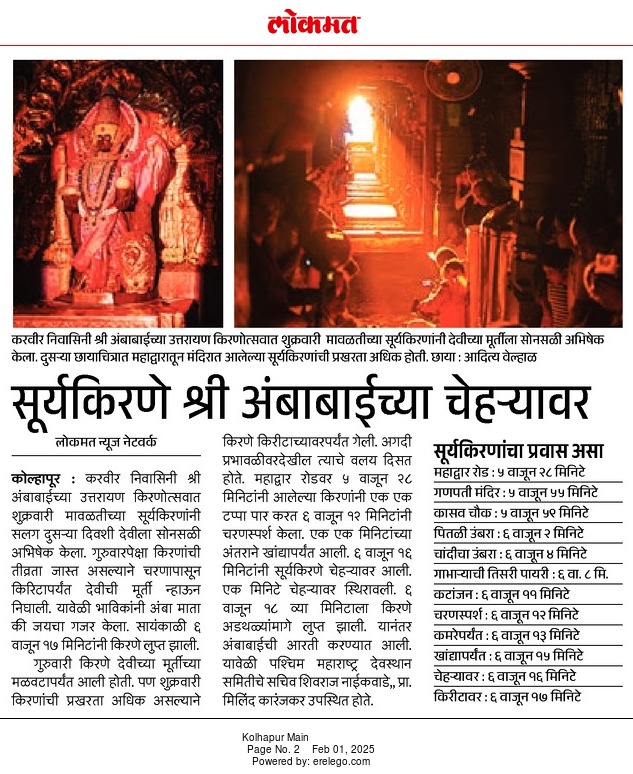 लोकमत
करवीर निवासिनी श्री अंबाबाईच्या उत्तरायण किरणोत्सवात शुक्रवारी मावळतीच्या सूर्यकिरणांनी देवीच्या मूर्तीला सोनसळी अभिषेक
केला. दुसऱ्या छायाचित्रात महाद्वारातून मंदिरात आलेल्या सूर्यकिरणांची प्रखरता अधिक होती. छाया : आदित्य वेल्हाळ
सूर्यकिरणे श्री अंबाबाईच्या चेहऱ्यावर
लोकमत न्यूज नेटवर्क
कोल्हापूर : करवीर निवासिनी श्री
अंबाबाईच्या उत्तरायण किरणोत्सवात
शुक्रवारी मावळतीच्या सूर्यकिरणांनी
सलग दुसऱ्या दिवशी देवीला सोनसळी
अभिषेक केला. गुरुवारपेक्षा किरणांची
तीव्रता जास्त असल्याने चरणापासून
किरिटापर्यंत देवीची मूर्ती न्हाऊन
निघाली. यावेळी भाविकांनी अंबा माता
की जयचा गजर केला. सायंकाळी ६
वाजून १७ मिनिटांनी किरणे लुप्त झाली.
गुरुवारी किरणे देवीच्या मूर्तीच्या
मळवटापर्यंत आली होती. पण शुक्रवारी
किरणांची प्रखरता अधिक असल्याने
किरणे किरीटाच्यावरपर्यंत गेली. अगदी
प्रभावळीवरदेखील त्याचे वलय दिसत
होते. महाद्वार रोडवर ५ वाजून २८
मिनिटांनी आलेल्या किरणांनी एक एक
टप्पा पार करत ६ वाजून १२ मिनिटांनी
चरणस्पर्श केला. एक एक मिनिटांच्या
अंतराने खांद्यापर्यंत आली. ६ वाजून १६
मिनिटांनी सूर्यकिरणे चेहऱ्यावर आली.
एक मिनिटे चेहऱ्यावर स्थिरावली. ६
वाजून १८ व्या मिनिटाला किरणे
अडथळ्यांमागे लुप्त झाली. यानंतर
अंबाबाईची आरती करण्यात आली.
यावेळी पश्चिम महाराष्ट्र देवस्थान
समितीचे सचिव शिवराज नाईकवाडे,, प्रा.
मिलिंद कारंजकर उपस्थित होते.
सूर्यकिरणांचा प्रवास असा
महाद्वार रोड : ५ वाजून २८ मिनिटे
गणपती मंदिर : ५ वाजून ५५ मिनिटे
कासव चौक : ५ वाजून ५९ मिनिटे
पितळी उंबरा : ६ वाजून २ मिनिटे
चांदीचा उंबरा : ६ वाजून ४ मिनिटे
गाभाऱ्याची तिसरी पायरी : ६ वा. ८ मि.
कटांजन : ६ वाजून ११ मिनिटे
चरणस्पर्श : ६ वाजून १२ मिनिटे
कमरेपर्यंत : ६ वाजून १३ मिनिटे
खांद्यापर्यंत : ६ वाजून १५ मिनिटे
चेहऱ्यावर : ६ वाजून १६ मिनिटे
किरीटावर : ६ वाजून १७ मिनिटे
Kolhapur Main
Page No. 2 Feb 01, 2025
Powered by: erelego.com